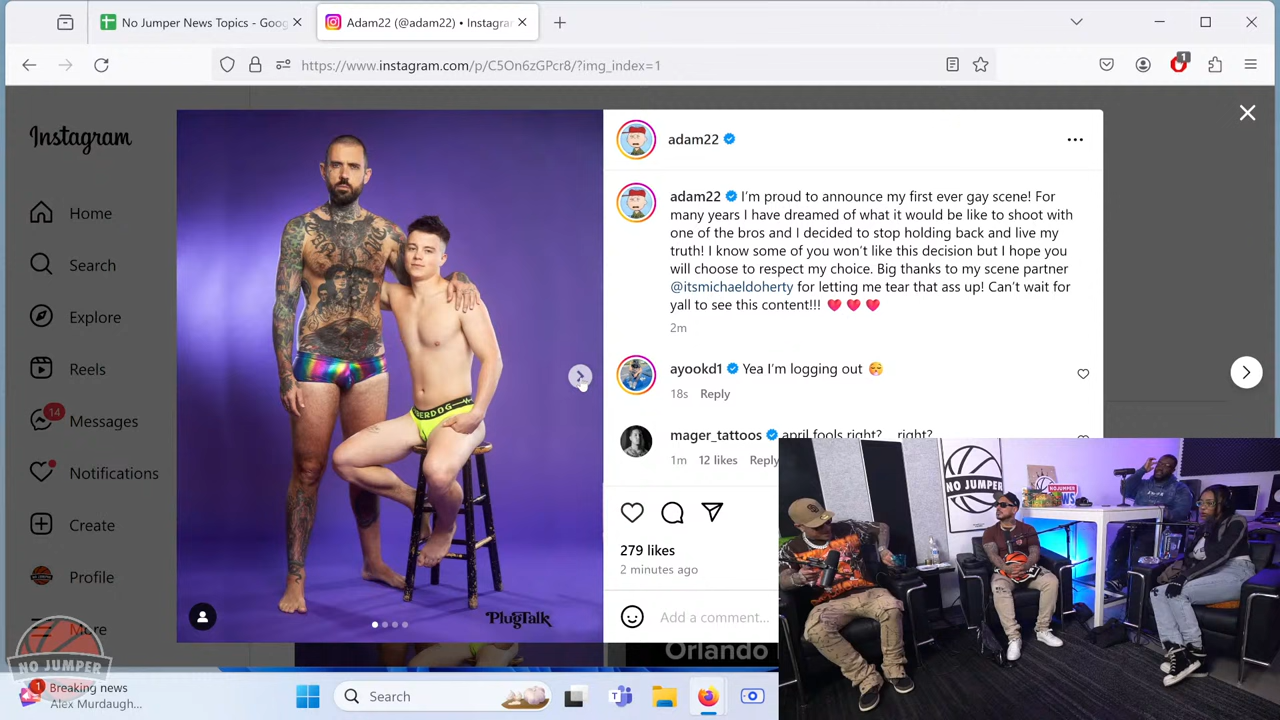 No Jumper News Topics - Goog
Adam22 (@adam22) • Instagra
https://www.instagram.com/p/C5On6zGPcr8/?img_index=1
1
Instagram
Home
Search
Explore
Reels
14
Messages
Notifications
Create
Profile
More
NO JUMPER
BERDOG
PlugTalk
adam22
adam22 I'm proud to announce my first ever gay scene! For
many years I have dreamed of what it would be like to shoot with
one of the bros and I decided to stop holding back and live my
truth! I know some of you won't like this decision but I hope you
will choose to respect my choice. Big thanks to my scene partner
@itsmichaeldoherty for letting me tear that ass up! Can't wait for
yall to see this content!!! ❤️ ❤️ ❤️
2m
ayookd1 Yea I'm logging out
18s Reply
mager_tattoos april fools right? ... right?
1m 12 likes Reply
279 likes
2 minutes ago
Add a comment...
Orlando
NO JUMPER
NOJUMPER
NEWS
1
Breaking news
Alex Murdaugh...
Search